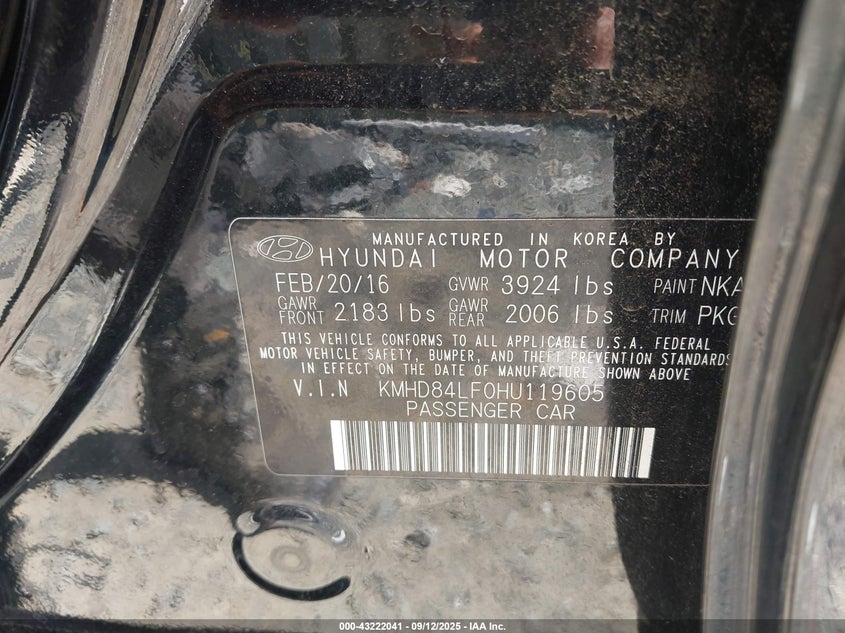 MANUFACTURED IN KOREA BY
HYUNDAI MOTOR COMPANY
FEB/20/16 GVWR 3924 lbs PAINT NKA
GAWR FRONT 2183 lbs GAWR REAR 2006 lbs TRIM PKG
THIS VEHICLE CONFORMS TO ALL APPLICABLE U.S.A. FEDERAL
MOTOR VEHICLE SAFETY, BUMPER, AND THEFT PREVENTION STANDARDS
IN EFFECT ON THE DATE OF MANUFACTURE SHOWN ABOVE
V.I.N KMHD84LF0HU119605
PASSENGER CAR
000-43222041 - 09/12/2025 - IAA Inc.